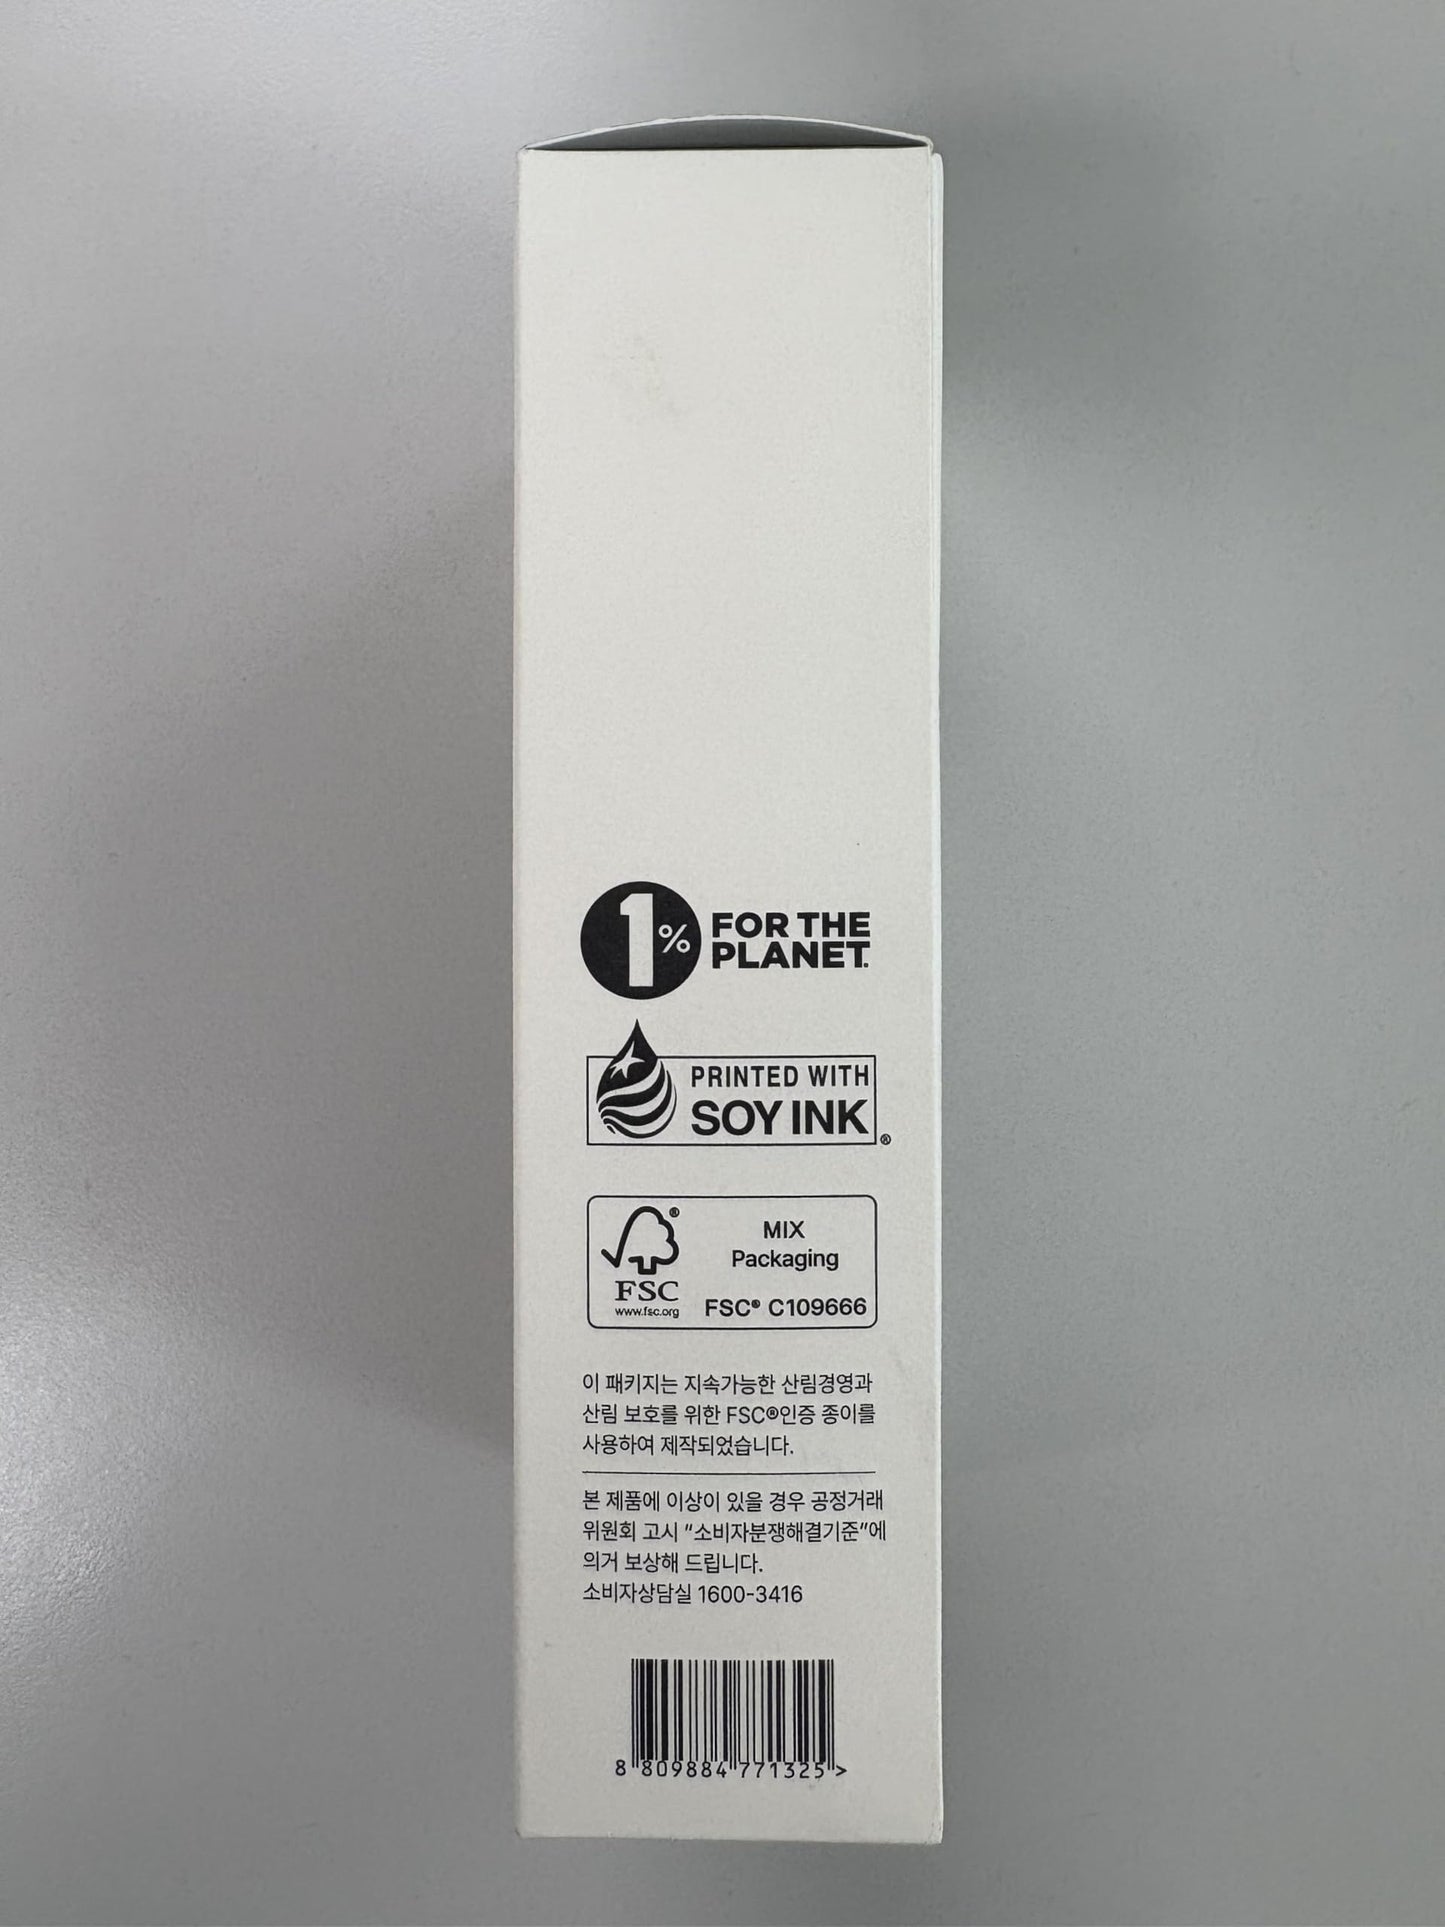 1% FOR THE
PLANET.
PRINTED WITH
SOY INK ®
®
MIX
Packaging
FSC
www.fsc.org
FSC® C109666
이 패키지는 지속가능한 산림경영과
산림 보호를 위한 FSC®인증 종이를
사용하여 제작되었습니다.
본 제품에 이상이 있을 경우 공정거래
위원회 고시 "소비자분쟁해결기준"에
의거 보상해 드립니다.
소비자상담실 1600-3416
8 809884 771325 >